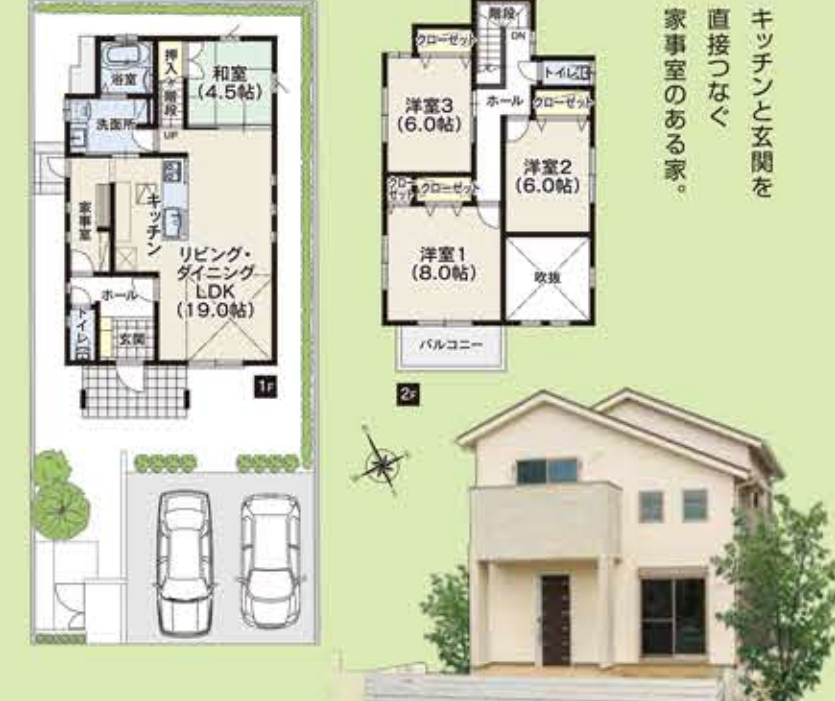 キッチンと玄関を
直接つなぐ
家事室のある家。
浴室
押入
和室
(4.5帖)
階段
洗面所
UP
家事室
キッチン
リビング・
ダイニング
LDK
(19.0帖)
ホール
トイレ
玄関
1F
階段
DN
クローゼット
トイレ
洋室3
(6.0帖)
ホール
クローゼット
洋室2
(6.0帖)
クロー
ゼット
クローゼット
洋室1
(8.0帖)
吹抜
バルコニー
2F